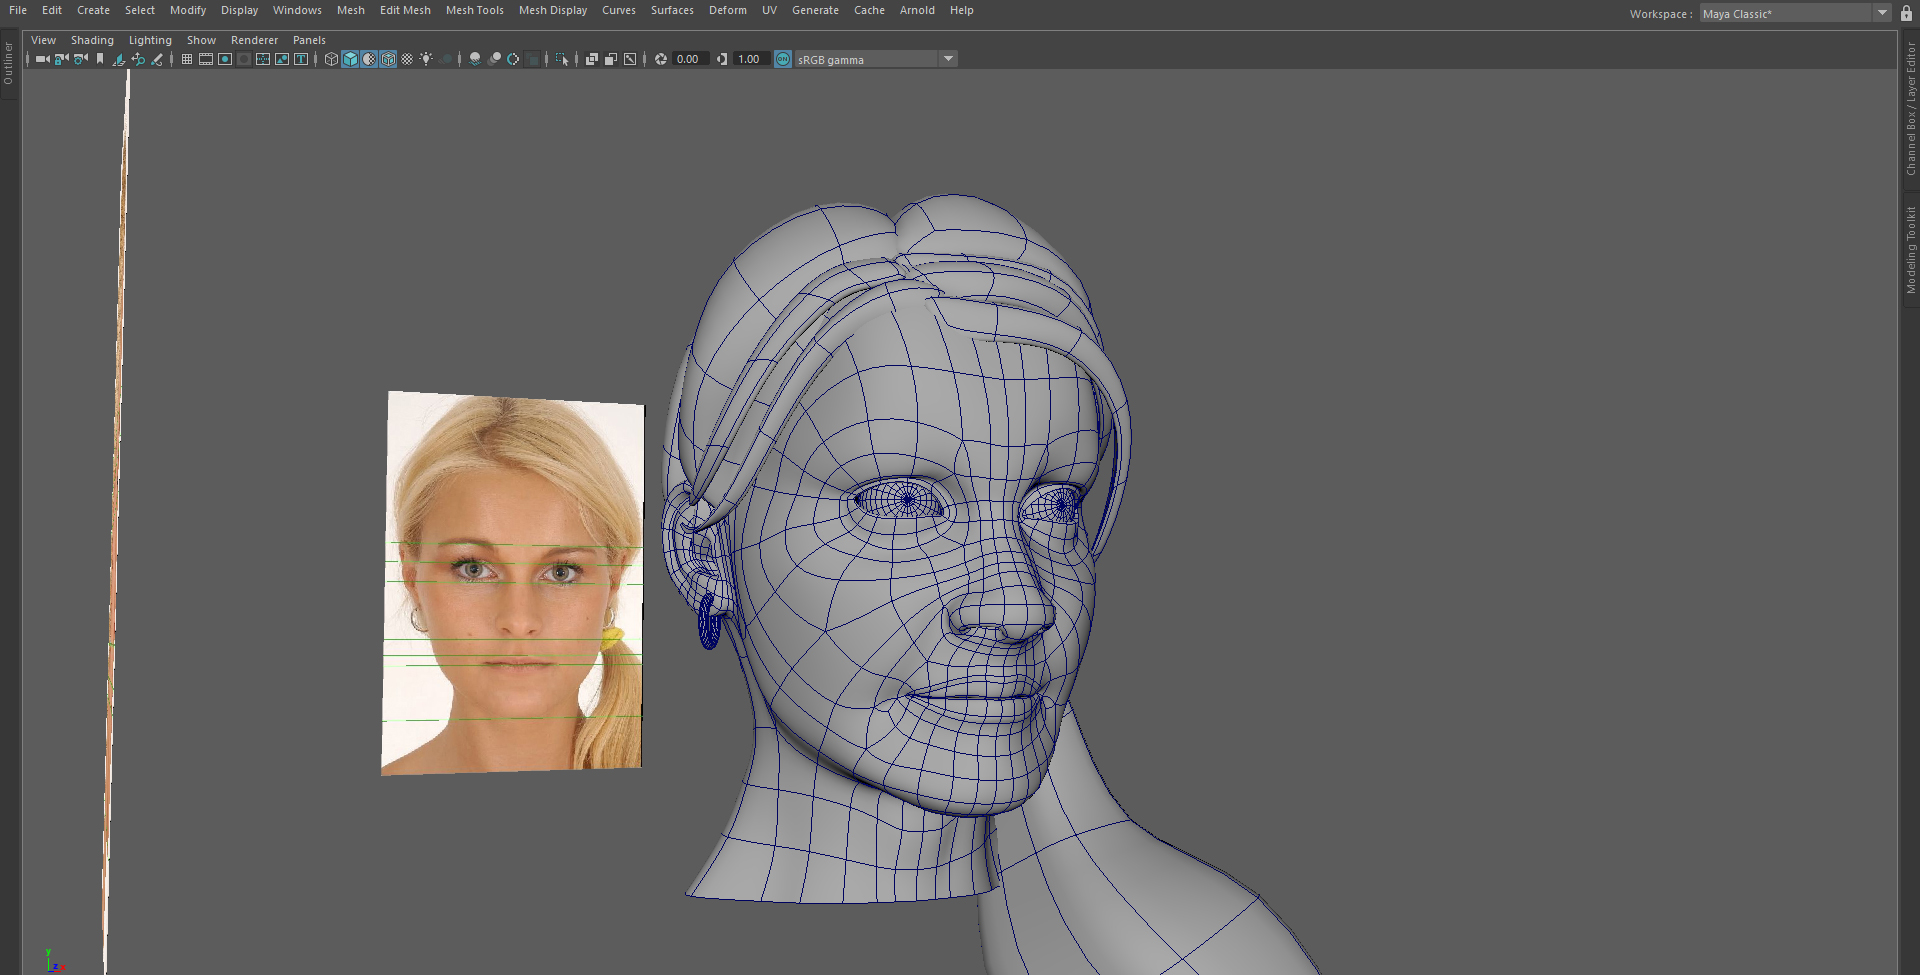 File Edit Create Select Modify Display Windows Mesh Edit Mesh Mesh Tools Mesh Display Curves Surfaces Deform UV Generate Cache Arnold Help
Workspace : Maya Classic*
View Shading Lighting Show Renderer Panels
0.00 1.00 ON sRGB gamma
Outliner
Channel Box / Layer Editor
Modeling Toolkit
y
z x